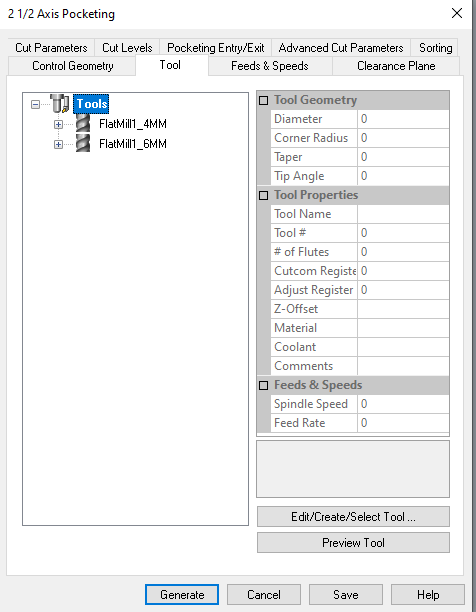 2 1/2 Axis Pocketing
Cut Parameters Cut Levels Pocketing Entry/Exit Advanced Cut Parameters Sorting
Control Geometry Tool Feeds & Speeds Clearance Plane
Tools
FlatMill1_4MM
FlatMill1_6MM
Tool Geometry
Diameter 0
Corner Radius 0
Taper 0
Tip Angle 0
Tool Properties
Tool Name
Tool # 0
# of Flutes 0
Cutcom Registe 0
Adjust Register 0
Z-Offset
Material
Coolant
Comments
Feeds & Speeds
Spindle Speed 0
Feed Rate 0
Edit/Create/Select Tool ...
Preview Tool
Generate Cancel Save Help